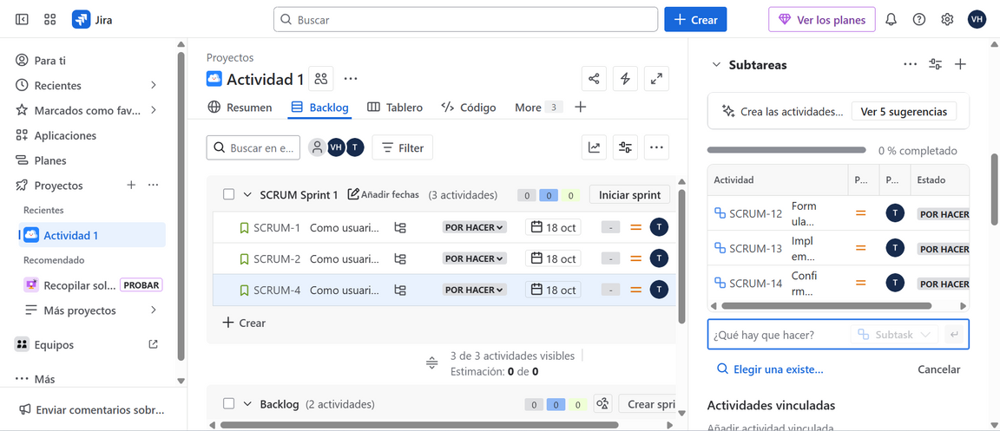 Jira
Buscar
Crear
Ver los planes
VH
Para ti
Recientes
Marcados como fav...
Aplicaciones
Planes
Proyectos
Recientes
Actividad 1
Recomendado
Recopilar sol... PROBAR
Más proyectos
Equipos
Más
Enviar comentarios sobr...
Proyectos
Actividad 1
Resumen Backlog Tablero Código More 3
Buscar en e... VH T Filter
SCRUM Sprint 1 Añadir fechas (3 actividades) 0 0 0 Iniciar sprint
SCRUM-1 Como usuari... POR HACER 18 oct - T
SCRUM-2 Como usuari... POR HACER 18 oct - T
SCRUM-4 Como usuari... POR HACER 18 oct - T
Crear
3 de 3 actividades visibles
Estimación: 0 de 0
Backlog (2 actividades) 0 0 0 Crear spri
Subtareas
Crea las actividades... Ver 5 sugerencias
0 % completado
Actividad P... P... Estado
SCRUM-12 Form ula... T POR HACER
SCRUM-13 Impl em... T POR HACER
SCRUM-14 Confi rm... T POR HACER
¿Qué hay que hacer? Subtask
Elegir una existe... Cancelar
Actividades vinculadas
Añadir actividad vinculada